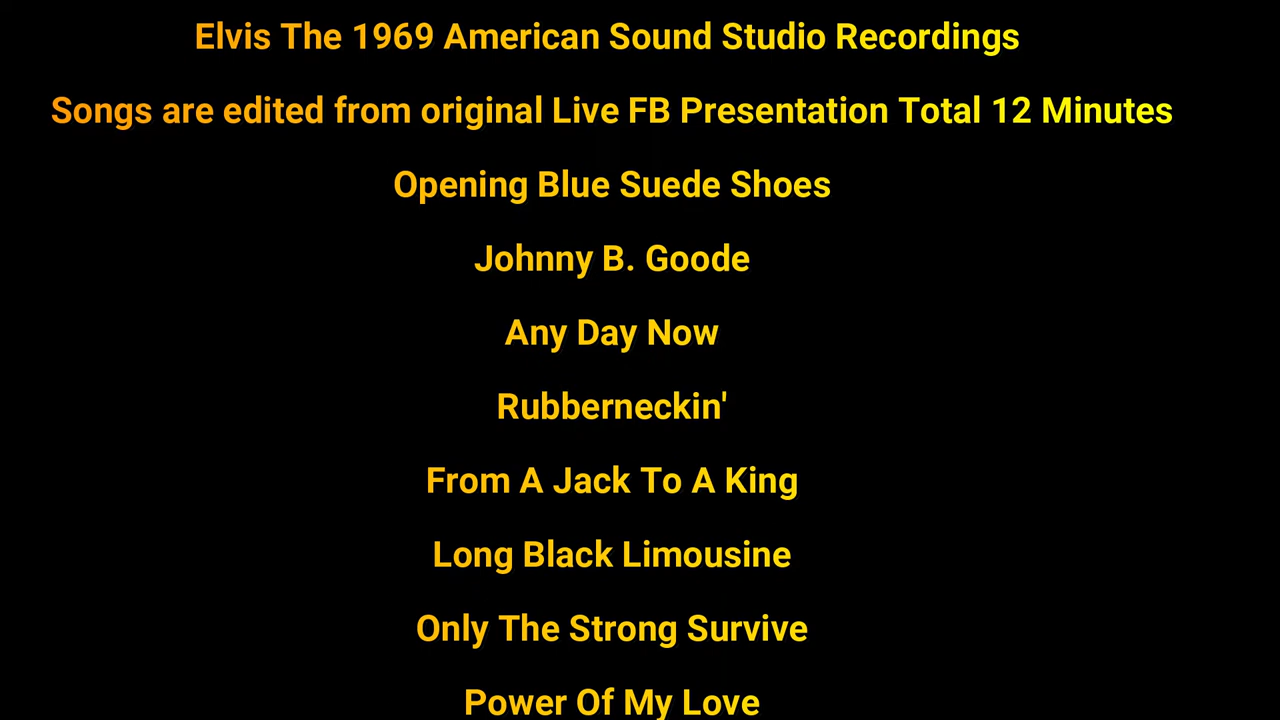 Elvis The 1969 American Sound Studio Recordings
Songs are edited from original Live FB Presentation Total 12 Minutes
Opening Blue Suede Shoes
Johnny B. Goode
Any Day Now
Rubberneckin'
From A Jack To A King
Long Black Limousine
Only The Strong Survive
Power Of My Love